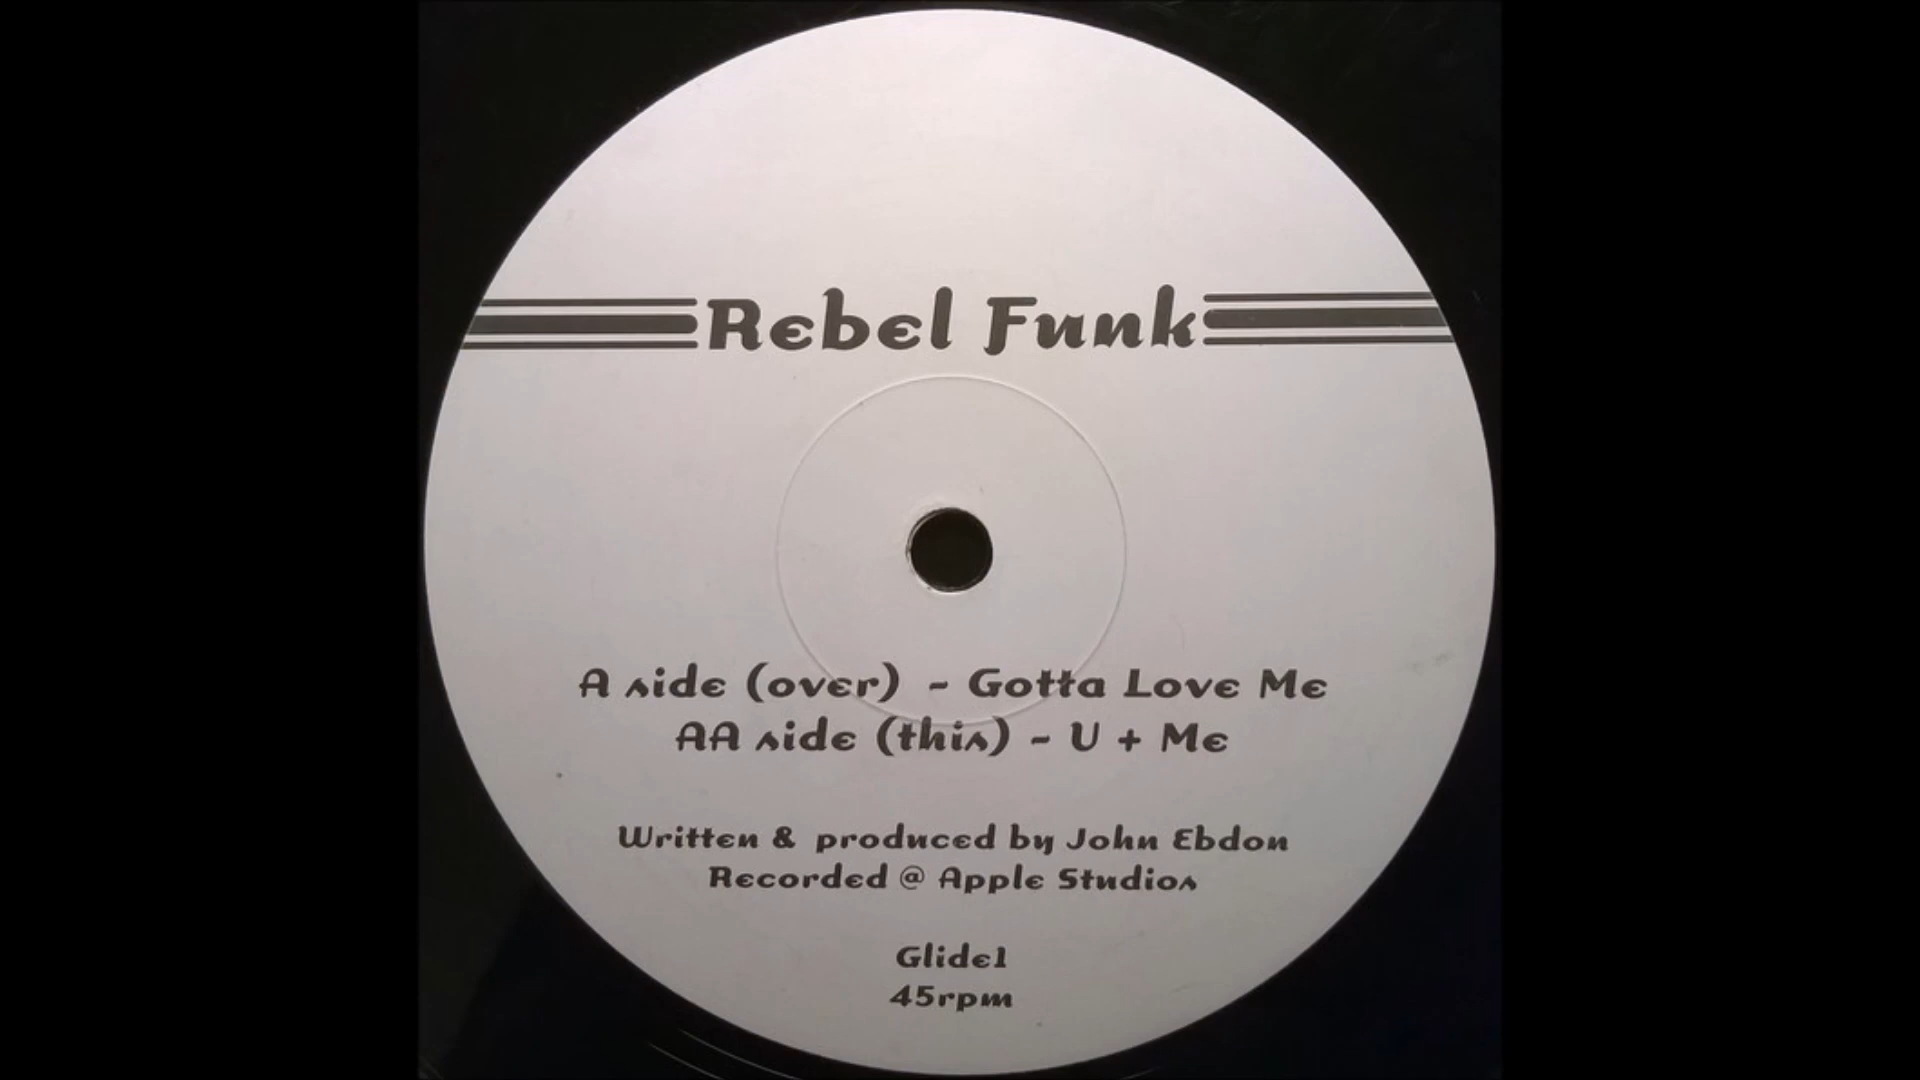 Rebel Funk
A side (over) - Gotta Love Me
AA side (this) - U + Me
Written & produced by John Ebdon
Recorded @ Apple Studios
Glide1
45rpm